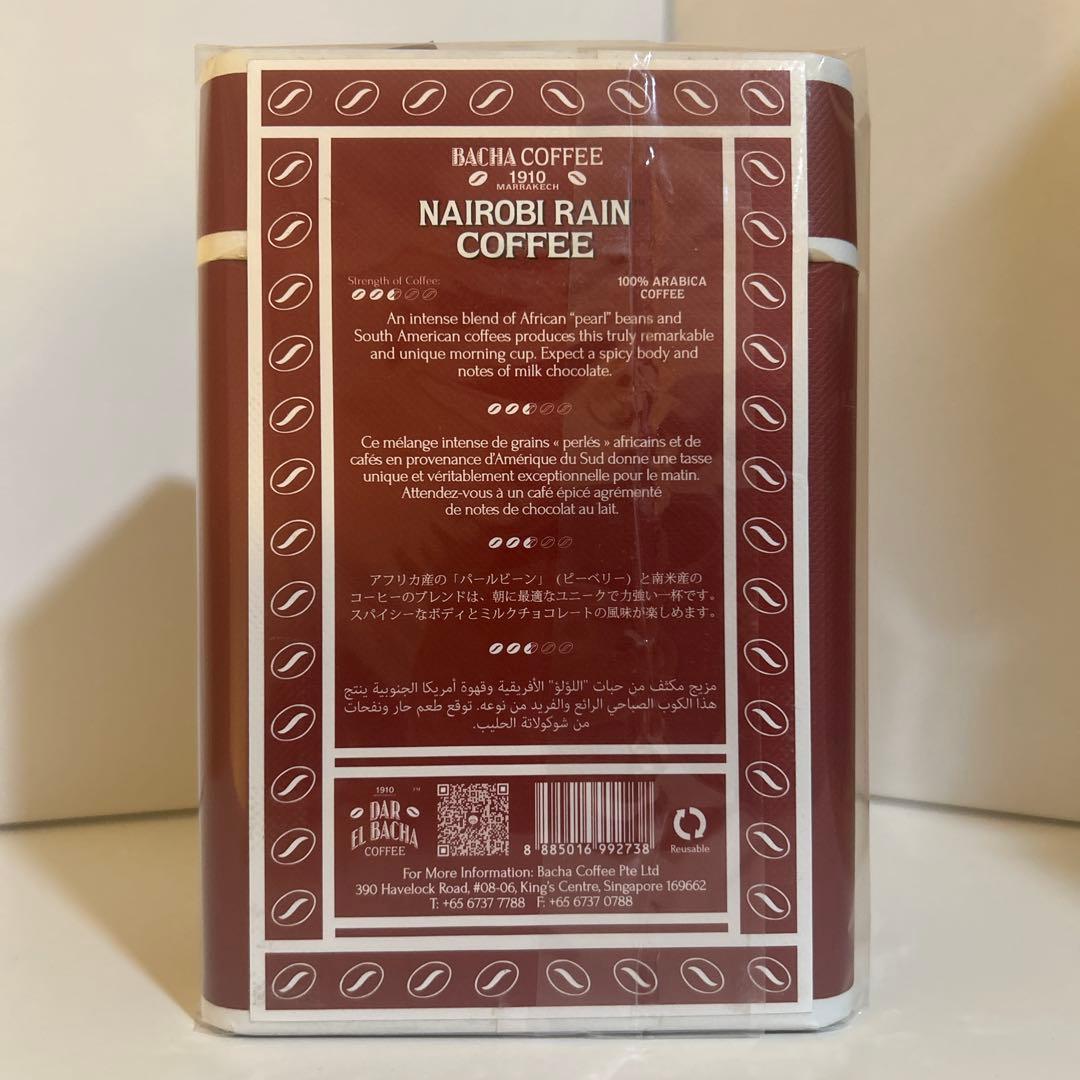 BACHA COFFEE
1910
MARRAKECH
NAIROBI RAIN™
COFFEE
Strength of Coffee:
100% ARABICA
COFFEE
An intense blend of African “pearl” beans and
South American coffees produces this truly remarkable
and unique morning cup. Expect a spicy body and
notes of milk chocolate.
Ce mélange intense de grains « perlés » africains et de
cafés en provenance d’Amérique du Sud donne une tasse
unique et véritablement exceptionnelle pour le matin.
Attendez-vous à un café épicé agrémenté
de notes de chocolat au lait.
アフリカ産の「パールビーン」（ピーベリー）と南米産の
コーヒーのブレンドは、朝に最適なユニークで力強い一杯です。
スパイシーなボディとミルクチョコレートの風味が楽しめます。
مزيج مكثف من حبات "اللؤلؤ" الأفريقية وقهوة أمريكا الجنوبية ينتج
هذا الكوب الصباحي الرائع والفريد من نوعه. توقع طعم حار ونفحات
من شوكولاتة الحليب.
1910 ™
DAR
EL BACHA
COFFEE
8 885016 992738
Reusable
For More Information: Bacha Coffee Pte Ltd
390 Havelock Road, #08-06, King's Centre, Singapore 169662
T: +65 6737 7788 F: +65 6737 0788